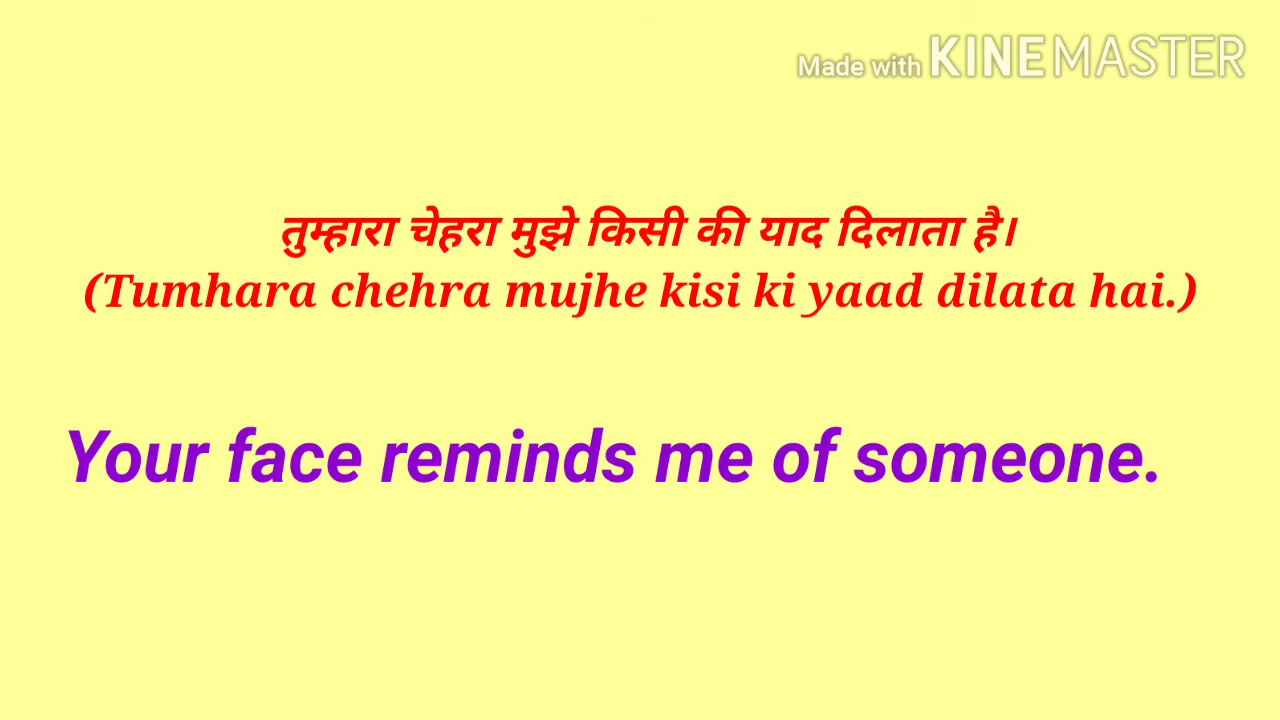 Made with KINEMASTER
तुम्हारा चेहरा मुझे किसी की याद दिलाता है।
(Tumhara chehra mujhe kisi ki yaad dilata hai.)
Your face reminds me of someone.